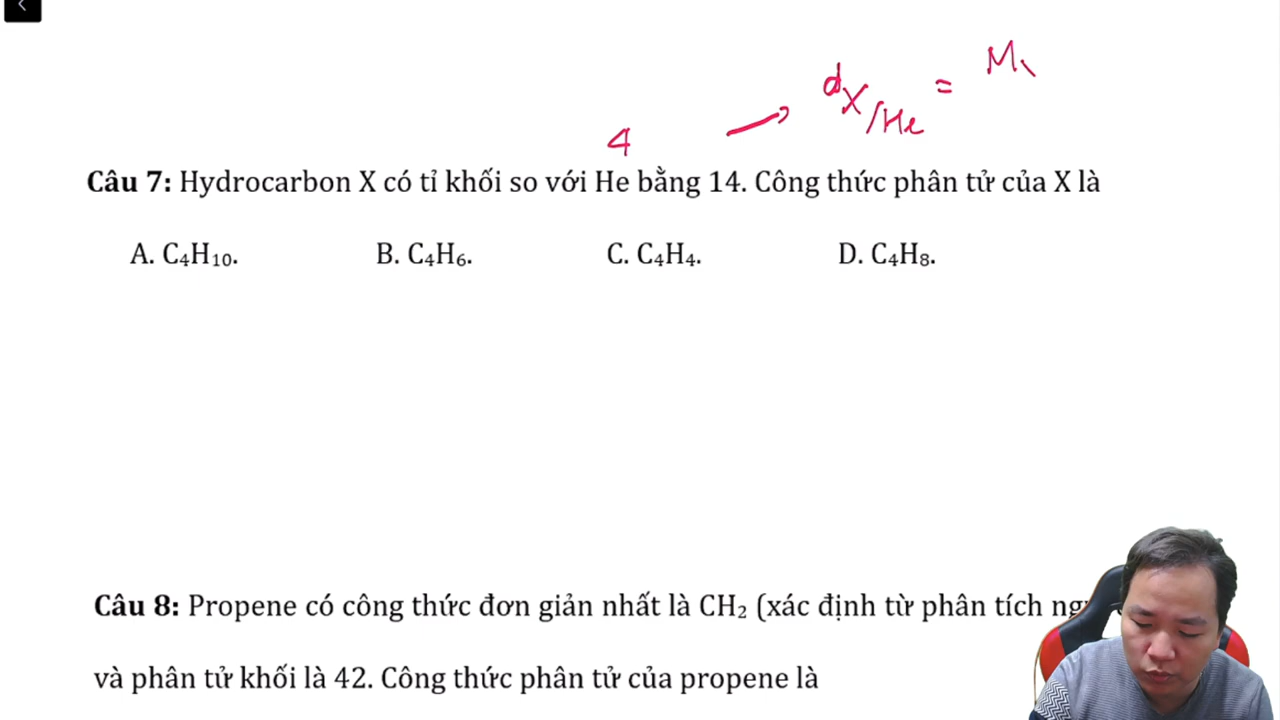 d X/He = M
4
Câu 7: Hydrocarbon X có tỉ khối so với He bằng 14. Công thức phân tử của X là
A. C₄H₁₀. B. C₄H₆. C. C₄H₄. D. C₄H₈.
Câu 8: Propene có công thức đơn giản nhất là CH₂ (xác định từ phân tích
và phân tử khối là 42. Công thức phân tử của propene là